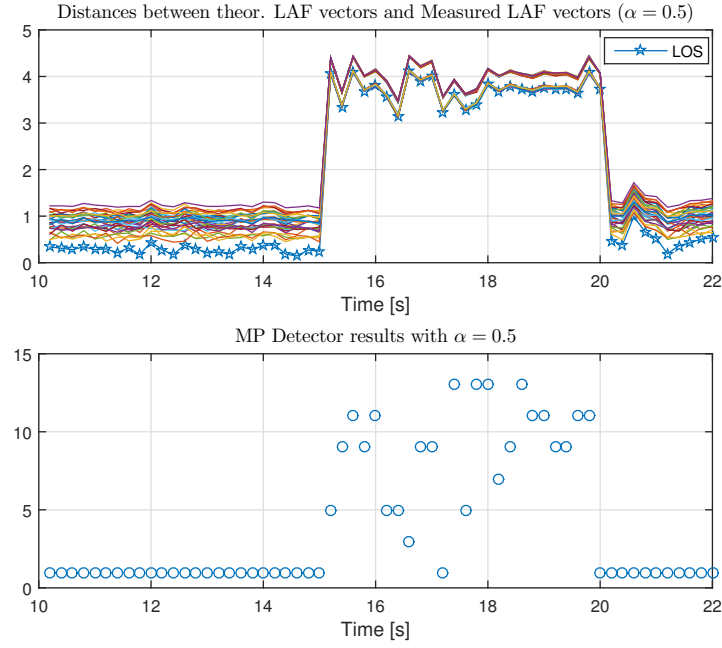 Distances between theor. LAF vectors and Measured LAF vectors (α = 0.5)
5
4
3
2
1
0
LOS
10 12 14 16 18 20 22
Time [s]
MP Detector results with α = 0.5
15
10
5
0
10 12 14 16 18 20 22
Time [s]